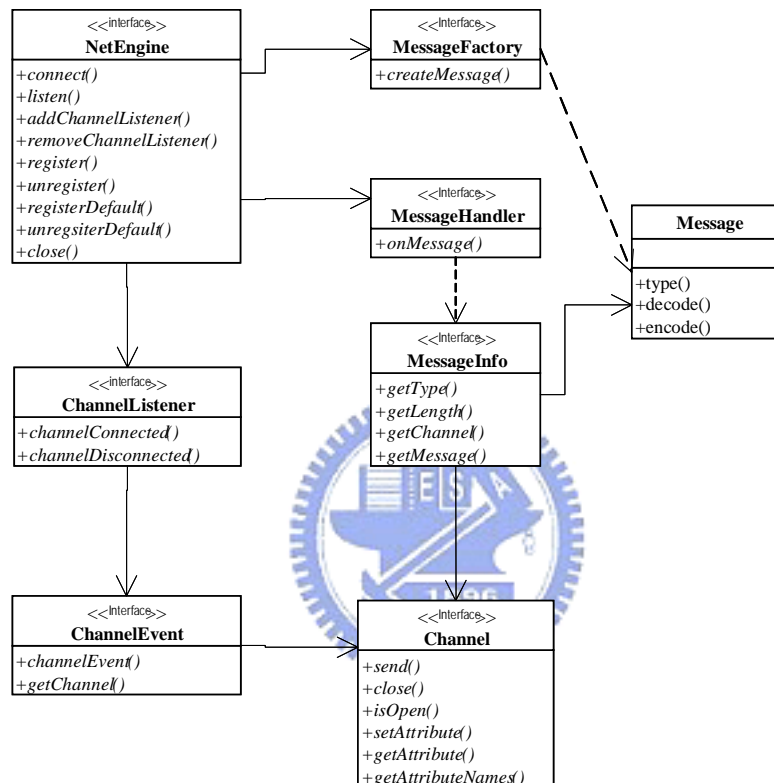 <<interface>>
NetEngine
+connect()
+listen()
+addChannelListener()
+removeChannelListener()
+register()
+unregister()
+registerDefault()
+unregsiterDefault()
+close()
<<Interface>>
MessageFactory
+createMessage()
<<Interface>>
MessageHandler
+onMessage()
Message
+type()
+decode()
+encode()
<<Interface>>
MessageInfo
+getType()
+getLength()
+getChannel()
+getMessage()
<<interface>>
ChannelListener
+channelConnected()
+channelDisconnected()
E S A
1896
<<Interface>>
ChannelEvent
+channelEvent()
+getChannel()
<<Interface>>
Channel
+send()
+close()
+isOpen()
+setAttribute()
+getAttribute()
+getAttributeNames()